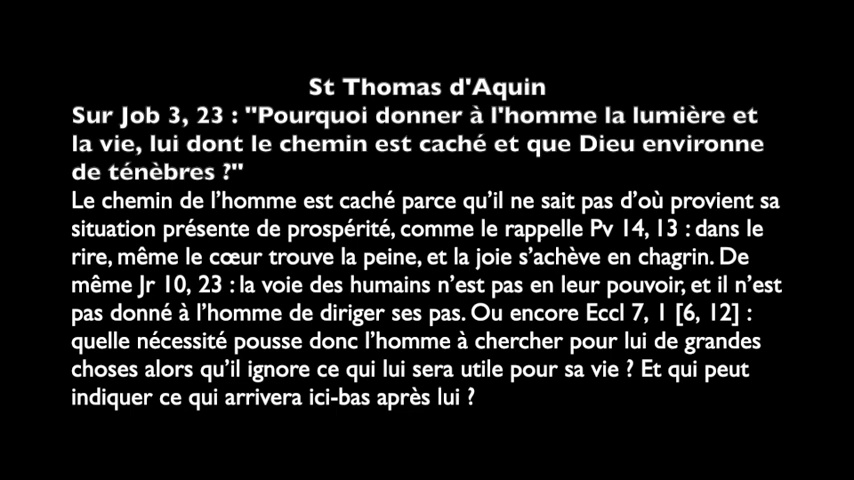 St Thomas d'Aquin
Sur Job 3, 23 : "Pourquoi donner à l'homme la lumière et
la vie, lui dont le chemin est caché et que Dieu environne
de ténèbres ?"
Le chemin de l’homme est caché parce qu’il ne sait pas d’où provient sa
situation présente de prospérité, comme le rappelle Pv 14, 13 : dans le
rire, même le cœur trouve la peine, et la joie s’achève en chagrin. De
même Jr 10, 23 : la voie des humains n’est pas en leur pouvoir, et il n’est
pas donné à l’homme de diriger ses pas. Ou encore Eccl 7, 1 [6, 12] :
quelle nécessité pousse donc l’homme à chercher pour lui de grandes
choses alors qu’il ignore ce qui lui sera utile pour sa vie ? Et qui peut
indiquer ce qui arrivera ici-bas après lui ?